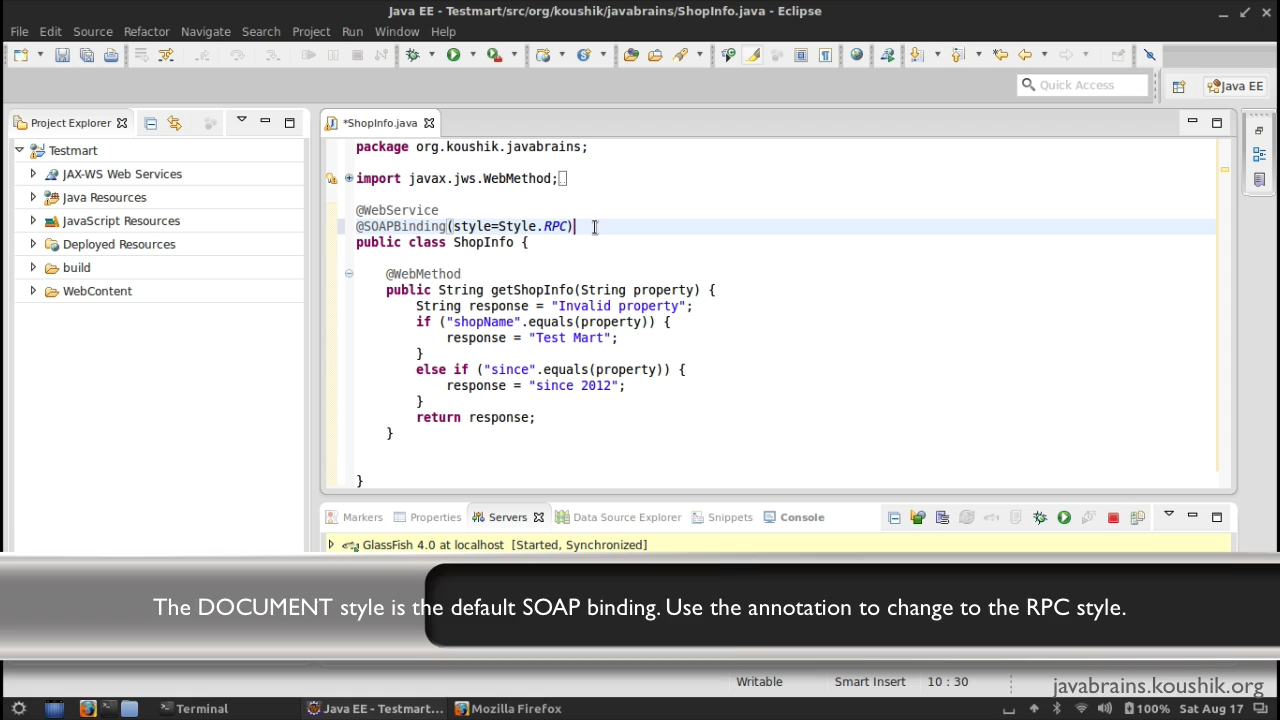 Java EE - Testmart/src/org/koushik/javabrains/ShopInfo.java - Eclipse
File Edit Source Refactor Navigate Search Project Run Window Help
Quick Access
Java EE
Project Explorer
Testmart
JAX-WS Web Services
Java Resources
JavaScript Resources
Deployed Resources
build
WebContent
*ShopInfo.java
package org.koushik.javabrains;
import javax.jws.WebMethod;
@WebService
@SOAPBinding(style=Style.RPC)
public class ShopInfo {
@WebMethod
public String getShopInfo(String property) {
String response = "Invalid property";
if ("shopName".equals(property)) {
response = "Test Mart";
}
else if ("since".equals(property)) {
response = "since 2012";
}
return response;
}
}
Markers Properties Servers Data Source Explorer Snippets Console
GlassFish 4.0 at localhost [Started, Synchronized]
The DOCUMENT style is the default SOAP binding. Use the annotation to change to the RPC style.
Writable Smart Insert 10 : 30
javabrains.koushik.org
Terminal Java EE - Testmart... Mozilla Firefox 100% Sat Aug 17